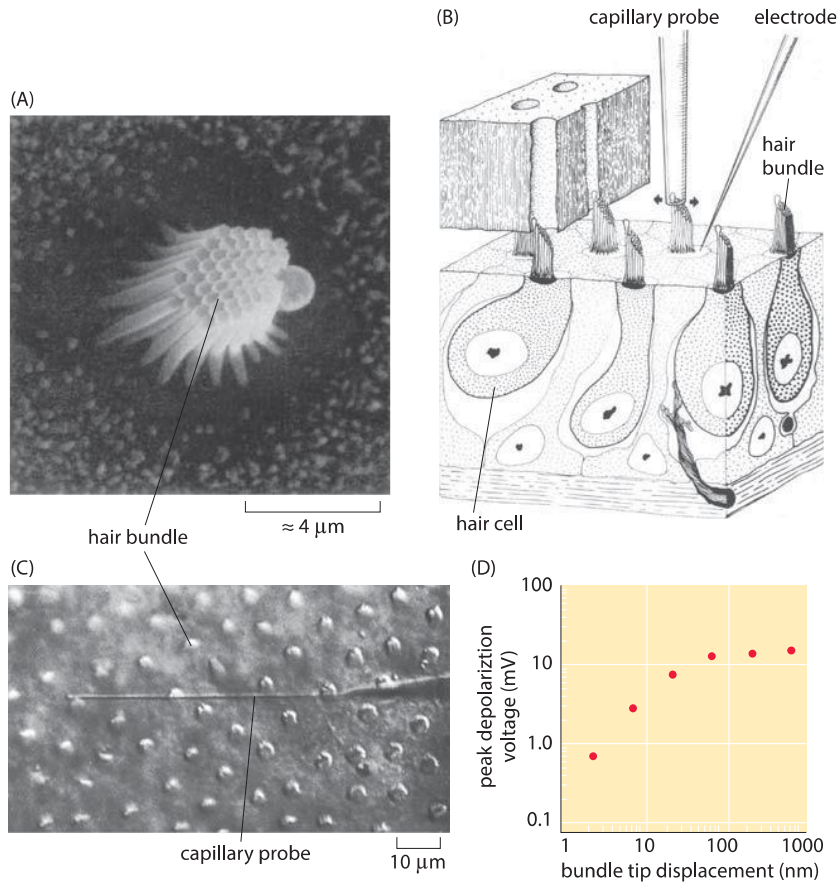 (A)
≈ 4 μm
hair bundle
(B)
capillary probe
electrode
hair
bundle
hair cell
(C)
capillary probe
10 μm
(D)
peak depolariztion
voltage (mV)
100
10
1.0
0.1
1
10
100
1000
bundle tip displacement (nm)